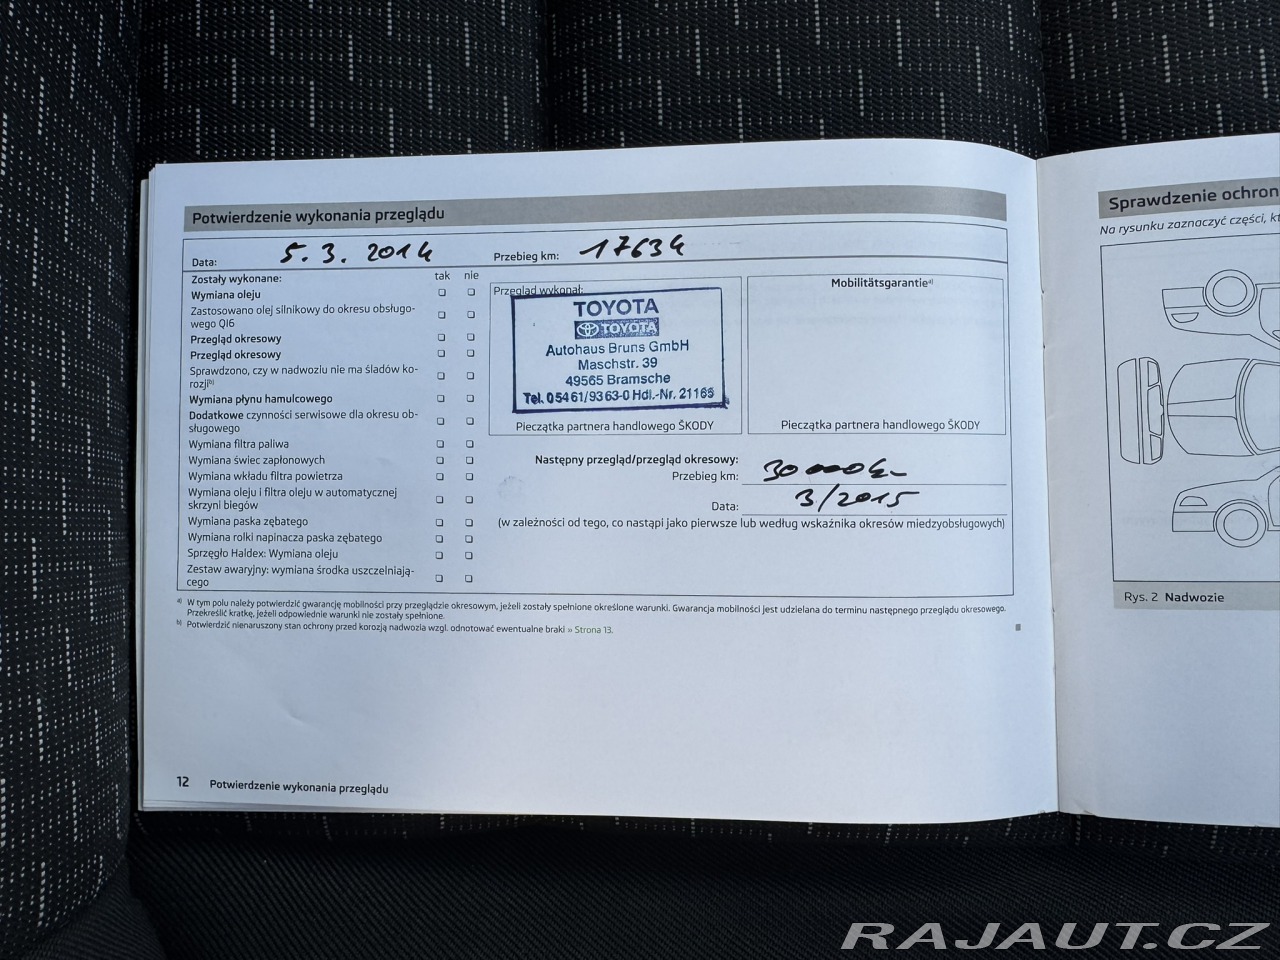 Potwierdzenie wykonania przeglądu
Data: 5. 3. 2014 Przebieg km: 17634
Zostały wykonane: tak nie
Wymiana oleju
Zastosowano olej silnikowy do okresu obsługo-
wego QI6
Przegląd okresowy
Przegląd okresowy
Sprawdzono, czy w nadwoziu nie ma śladów ko-
rozji b)
Wymiana płynu hamulcowego
Dodatkowe czynności serwisowe dla okresu ob-
sługowego
Wymiana filtra paliwa
Wymiana świec zapłonowych
Wymiana wkładu filtra powietrza
Wymiana oleju i filtra oleju w automatycznej
skrzyni biegów
Wymiana paska zębatego
Wymiana rolki napinacza paska zębatego
Sprzęgło Haldex: Wymiana oleju
Zestaw awaryjny: wymiana środka uszczelniają-
cego
Przegląd wykonał:
TOYOTA
TOYOTA
Autohaus Bruns GmbH
Maschstr. 39
49565 Bramsche
Tel. 05461/9363-0 Hdl.-Nr. 21165
Pieczątka partnera handlowego ŠKODY
Mobilitätsgarantie a)
Pieczątka partnera handlowego ŠKODY
Następny przegląd/przegląd okresowy:
Przebieg km: 30000
Data: 3/2015
(w zależności od tego, co nastąpi jako pierwsze lub według wskaźnika okresów miedzyobsługowych)
a) W tym polu należy potwierdzić gwarancję mobilności przy przeglądzie okresowym, jeżeli zostały spełnione określone warunki. Gwarancja mobilności jest udzielana do terminu następnego przeglądu okresowego.
Przekreślić kratkę, jeżeli odpowiednie warunki nie zostały spełnione.
b) Potwierdzić nienaruszony stan ochrony przed korozją nadwozia wzgl. odnotować ewentualne braki » Strona 13.
12 Potwierdzenie wykonania przeglądu
Sprawdzenie ochron
Na rysunku zaznaczyć części, kt
Rys. 2 Nadwozie
RAJAUT.CZ